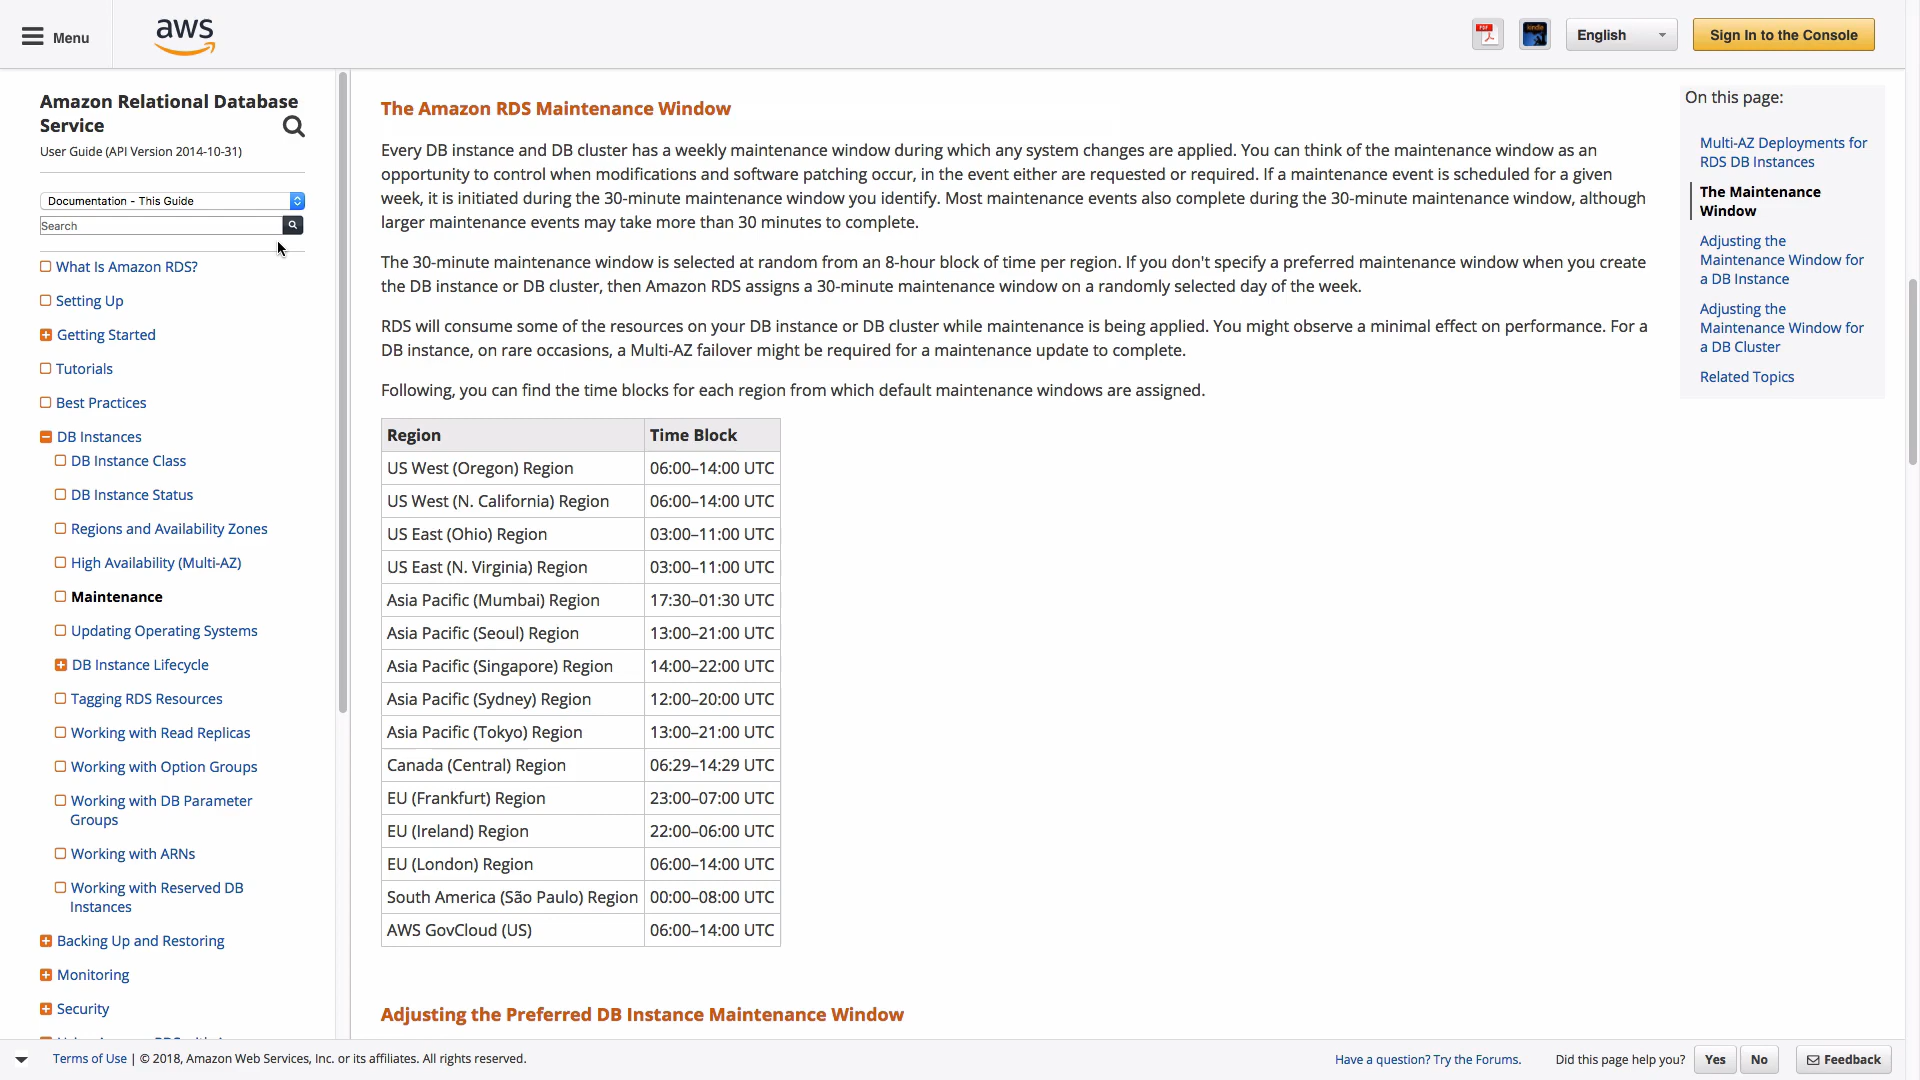 Menu
aws
English
Sign In to the Console
Amazon Relational Database
Service
User Guide (API Version 2014-10-31)
Documentation - This Guide
Search
What Is Amazon RDS?
Setting Up
Getting Started
Tutorials
Best Practices
DB Instances
DB Instance Class
DB Instance Status
Regions and Availability Zones
High Availability (Multi-AZ)
Maintenance
Updating Operating Systems
DB Instance Lifecycle
Tagging RDS Resources
Working with Read Replicas
Working with Option Groups
Working with DB Parameter
Groups
Working with ARNs
Working with Reserved DB
Instances
Backing Up and Restoring
Monitoring
Security
The Amazon RDS Maintenance Window
Every DB instance and DB cluster has a weekly maintenance window during which any system changes are applied. You can think of the maintenance window as an
opportunity to control when modifications and software patching occur, in the event either are requested or required. If a maintenance event is scheduled for a given
week, it is initiated during the 30-minute maintenance window you identify. Most maintenance events also complete during the 30-minute maintenance window, although
larger maintenance events may take more than 30 minutes to complete.
The 30-minute maintenance window is selected at random from an 8-hour block of time per region. If you don't specify a preferred maintenance window when you create
the DB instance or DB cluster, then Amazon RDS assigns a 30-minute maintenance window on a randomly selected day of the week.
RDS will consume some of the resources on your DB instance or DB cluster while maintenance is being applied. You might observe a minimal effect on performance. For a
DB instance, on rare occasions, a Multi-AZ failover might be required for a maintenance update to complete.
Following, you can find the time blocks for each region from which default maintenance windows are assigned.
Region Time Block
US West (Oregon) Region 06:00–14:00 UTC
US West (N. California) Region 06:00–14:00 UTC
US East (Ohio) Region 03:00–11:00 UTC
US East (N. Virginia) Region 03:00–11:00 UTC
Asia Pacific (Mumbai) Region 17:30–01:30 UTC
Asia Pacific (Seoul) Region 13:00–21:00 UTC
Asia Pacific (Singapore) Region 14:00–22:00 UTC
Asia Pacific (Sydney) Region 12:00–20:00 UTC
Asia Pacific (Tokyo) Region 13:00–21:00 UTC
Canada (Central) Region 06:29–14:29 UTC
EU (Frankfurt) Region 23:00–07:00 UTC
EU (Ireland) Region 22:00–06:00 UTC
EU (London) Region 06:00–14:00 UTC
South America (São Paulo) Region 00:00–08:00 UTC
AWS GovCloud (US) 06:00–14:00 UTC
Adjusting the Preferred DB Instance Maintenance Window
On this page:
Multi-AZ Deployments for
RDS DB Instances
The Maintenance
Window
Adjusting the
Maintenance Window for
a DB Instance
Adjusting the
Maintenance Window for
a DB Cluster
Related Topics
Terms of Use | © 2018, Amazon Web Services, Inc. or its affiliates. All rights reserved.
Have a question? Try the Forums.
Did this page help you?
Yes
No
Feedback